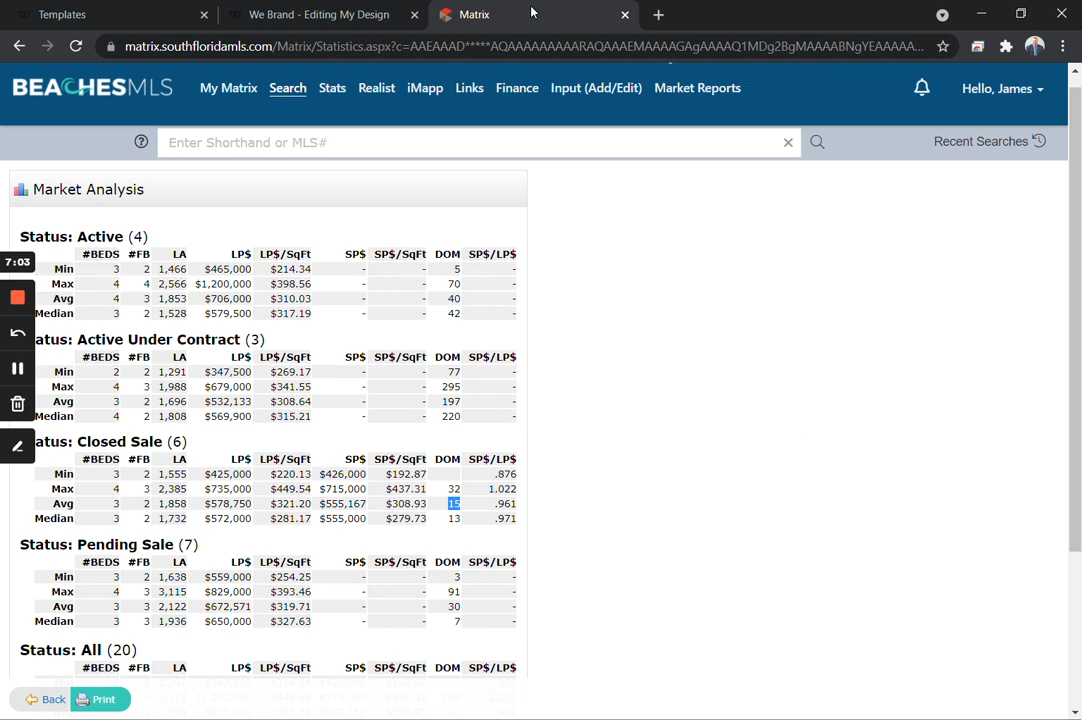 Templates
We Brand - Editing My Design
Matrix
matrix.southfloridamls.com/Matrix/Statistics.aspx?c=AAEAAAD*****AQAAAAAAAAARAQAAAEMAAAAGAgAAAAQ1MDg2BgMAAAABNgYEAAAAA...
BEACHESMLS My Matrix Search Stats Realist iMapp Links Finance Input (Add/Edit) Market Reports Hello, James
Enter Shorthand or MLS# Recent Searches
Market Analysis
Status: Active (4)
#BEDS #FB LA LP$ LP$/SqFt SP$ SP$/SqFt DOM SP$/LP$
7:03
Min 3 2 1,466 $465,000 $214.34 - - 5 -
Max 4 4 2,566 $1,200,000 $398.56 - - 70 -
Avg 4 3 1,853 $706,000 $310.03 - - 40 -
Median 3 2 1,528 $579,500 $317.19 - - 42 -
atus: Active Under Contract (3)
#BEDS #FB LA LP$ LP$/SqFt SP$ SP$/SqFt DOM SP$/LP$
Min 2 2 1,291 $347,500 $269.17 - - 77 -
Max 4 3 1,988 $679,000 $341.55 - - 295 -
Avg 3 2 1,696 $532,133 $308.64 - - 197 -
Median 4 2 1,808 $569,900 $315.21 - - 220 -
atus: Closed Sale (6)
#BEDS #FB LA LP$ LP$/SqFt SP$ SP$/SqFt DOM SP$/LP$
Min 3 2 1,555 $425,000 $220.13 $426,000 $192.87 .876
Max 4 3 2,385 $735,000 $449.54 $715,000 $437.31 32 1.022
Avg 3 2 1,858 $578,750 $321.20 $555,167 $308.93 15 .961
Median 3 2 1,732 $572,000 $281.17 $555,000 $279.73 13 .971
Status: Pending Sale (7)
#BEDS #FB LA LP$ LP$/SqFt SP$ SP$/SqFt DOM SP$/LP$
Min 3 2 1,638 $559,000 $254.25 - - 3 -
Max 4 3 3,115 $829,000 $393.46 - - 91 -
Avg 3 3 2,122 $672,571 $319.71 - - 30 -
Median 3 3 1,936 $650,000 $327.63 - - 7 -
Status: All (20)
#BEDS #FB LA LP$ LP$/SqFt SP$ SP$/SqFt DOM SP$/LP$
Back Print